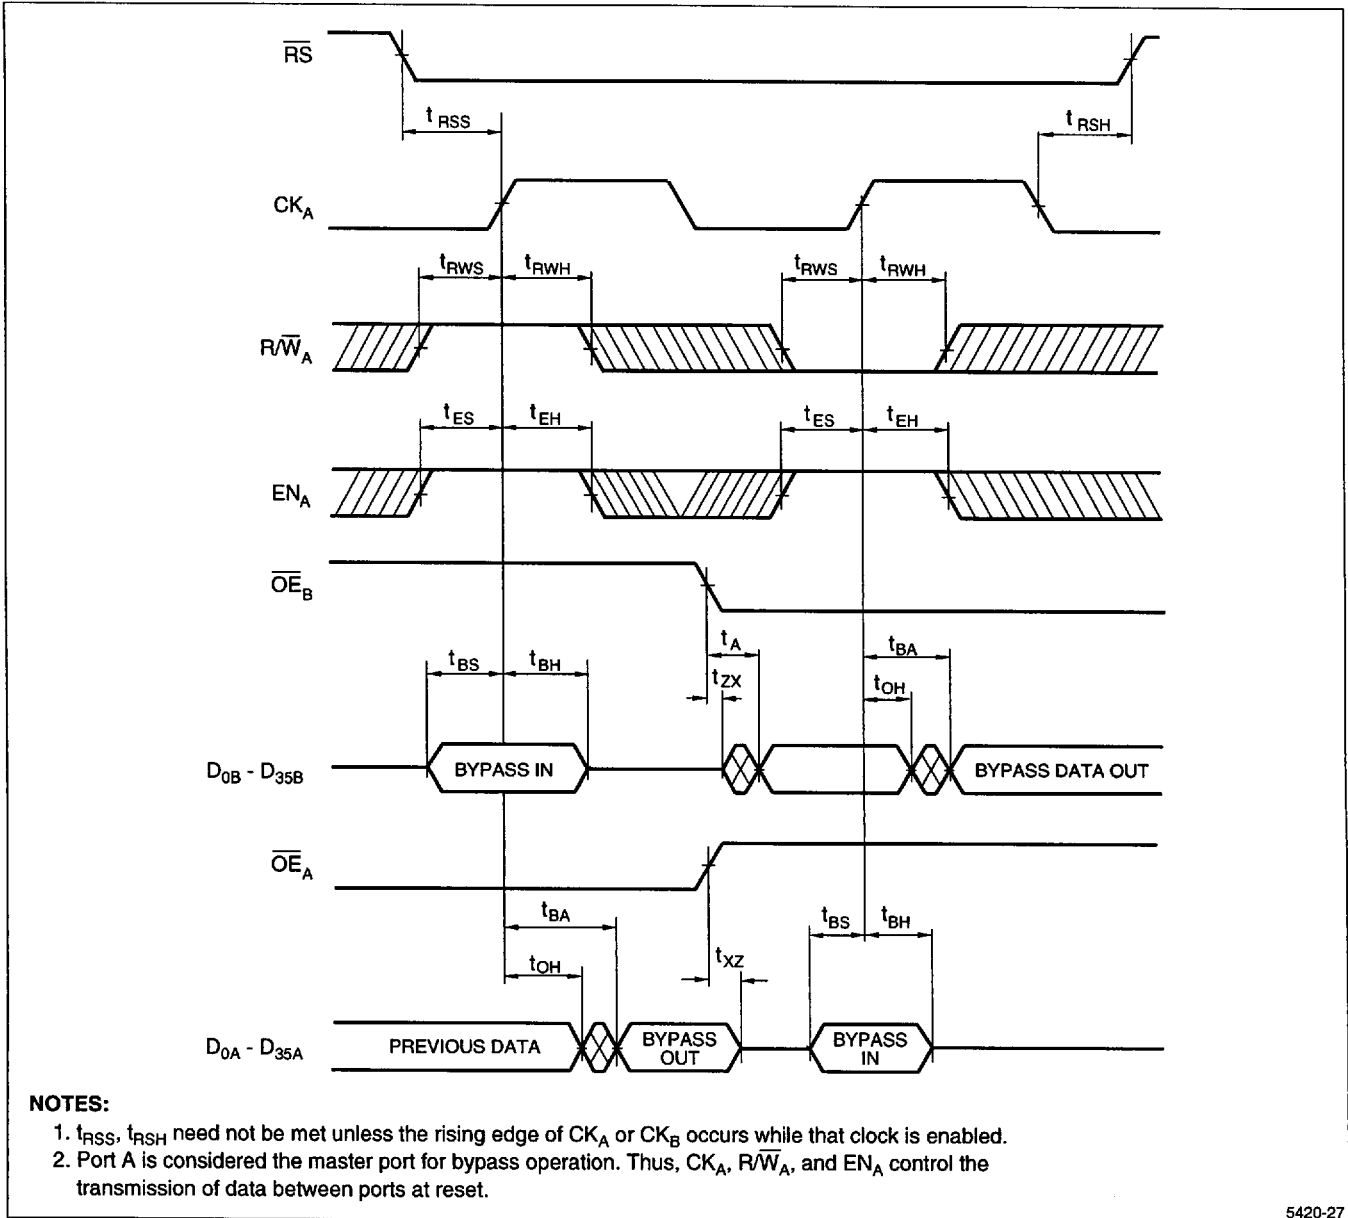 RS
t RSS
t RSH
CKA
tRWS tRWH tRWS tRWH
R/WA
tES tEH tES tEH
ENA
OEB
tA tBA
tBS tBH tZX tOH
D0B - D35B BYPASS IN BYPASS DATA OUT
OEA
tBA tBS tBH
tOH tXZ
D0A - D35A PREVIOUS DATA BYPASS OUT BYPASS IN
NOTES:
1. tRSS, tRSH need not be met unless the rising edge of CKA or CKB occurs while that clock is enabled.
2. Port A is considered the master port for bypass operation. Thus, CKA, R/WA, and ENA control the
transmission of data between ports at reset.
5420-27